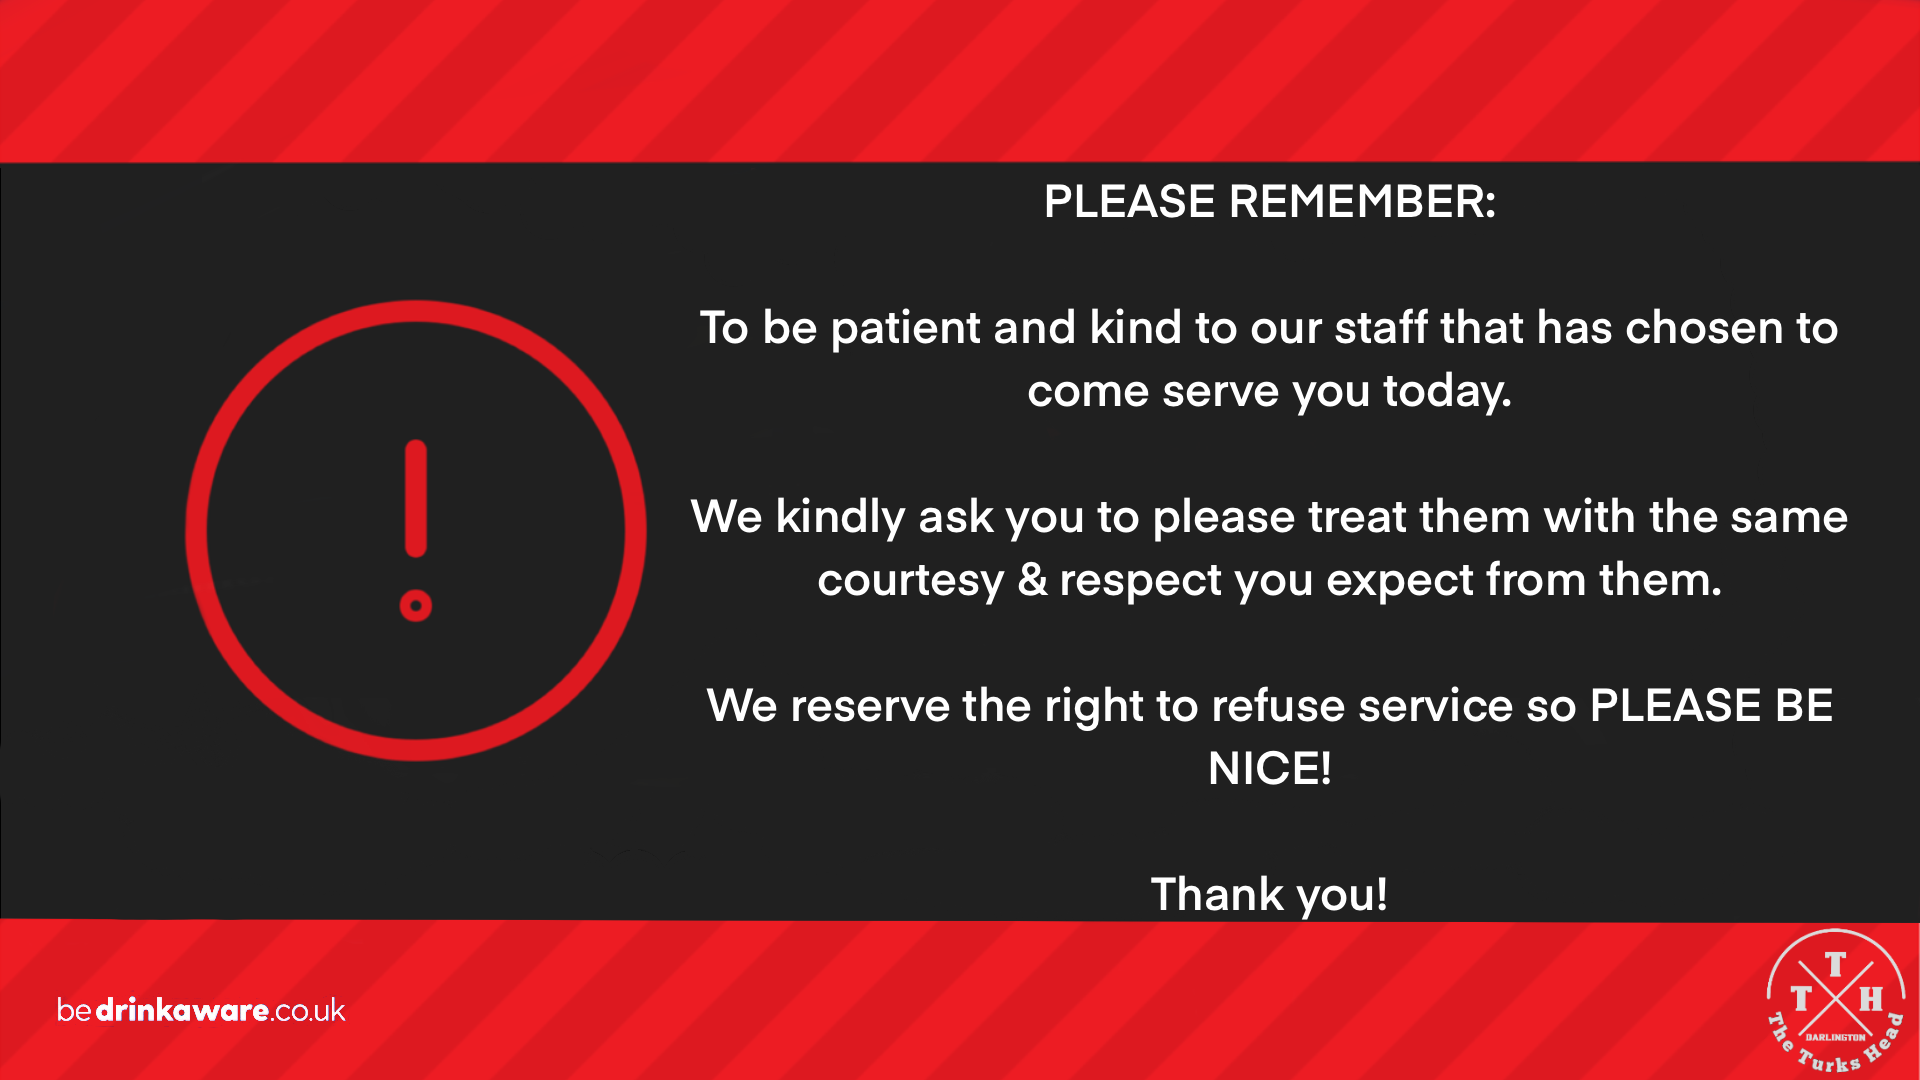 PLEASE REMEMBER:
To be patient and kind to our staff that has chosen to
come serve you today.
We kindly ask you to please treat them with the same
courtesy & respect you expect from them.
We reserve the right to refuse service so PLEASE BE
NICE!
Thank you!
bedrinkaware.co.uk
T
T H
DARLINGTON
The Turks Head